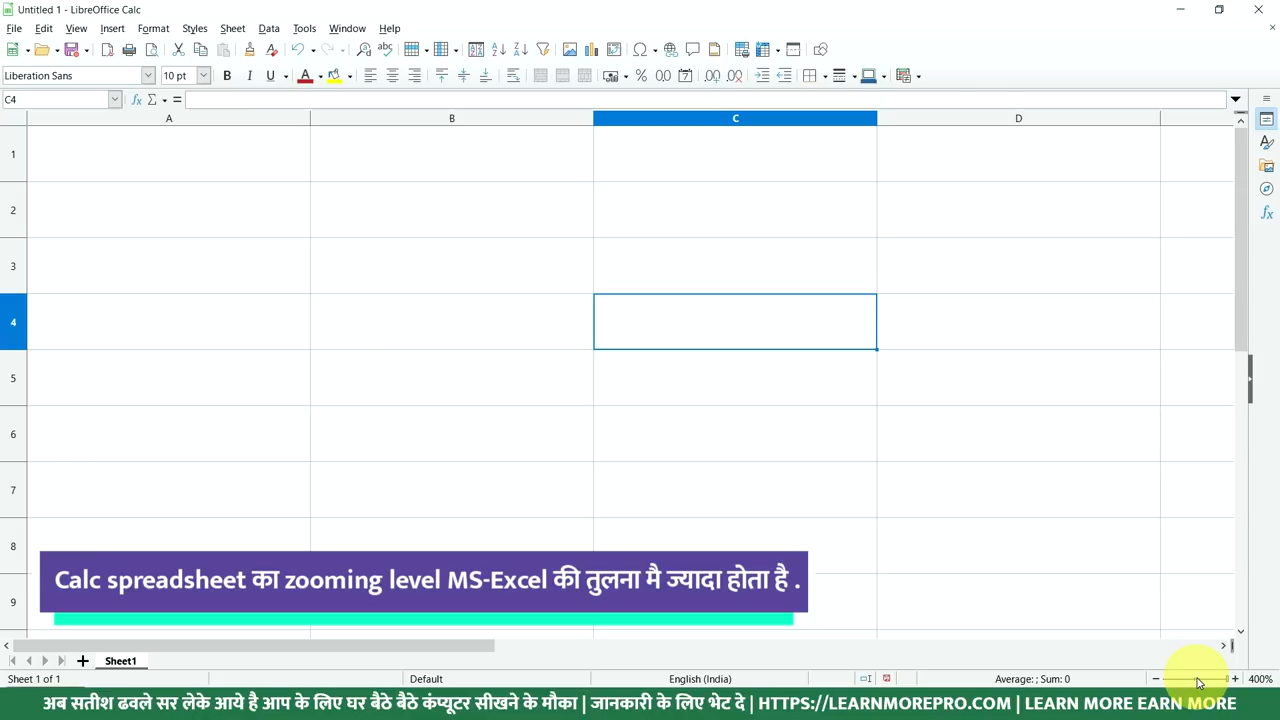 Untitled 1 - LibreOffice Calc
File Edit View Insert Format Styles Sheet Data Tools Window Help
Liberation Sans 10 pt
C4
A B C D
1
2
3
4
5
6
7
8
9
Calc spreadsheet का zooming level MS-Excel की तुलना मै ज्यादा होता है .
Sheet1
Sheet 1 of 1 Default English (India) Average: ; Sum: 0 400%
अब सतीश ढवले सर लेके आये है आप के लिए घर बैठे बैठे कंप्यूटर सीखने के मौका | जानकारी के लिए भेट दे | HTTPS://LEARNMOREPRO.COM | LEARN MORE EARN MORE